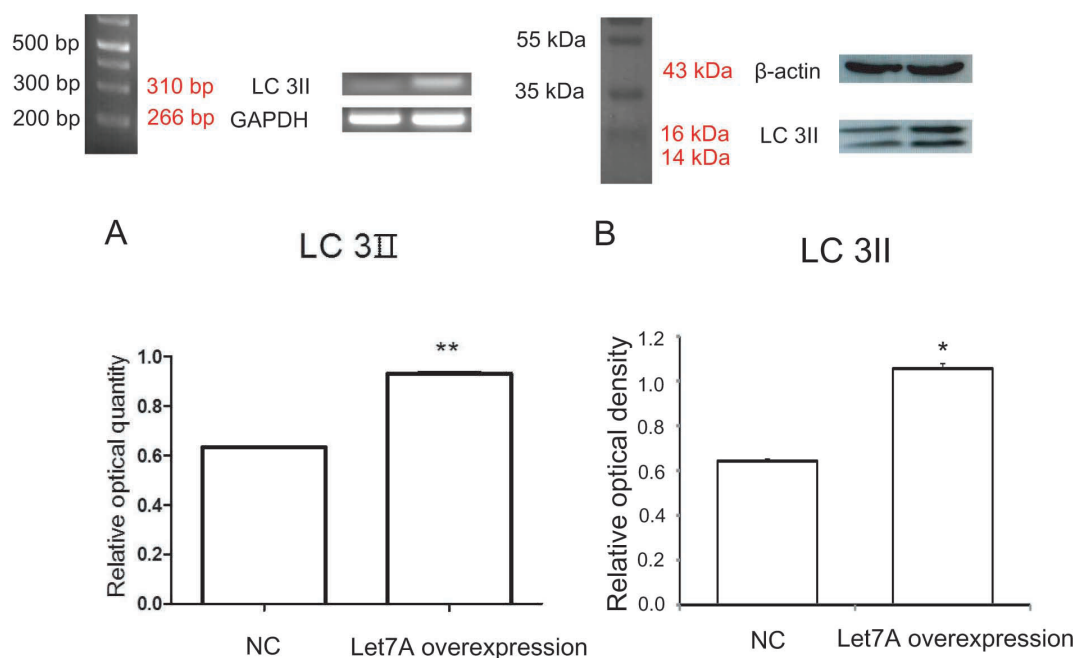 500 bp
300 bp
200 bp
310 bp
266 bp
LC 3II
GAPDH
55 kDa
35 kDa
43 kDa
16 kDa
14 kDa
β-actin
LC 3II
A
LC 3Ⅱ
Relative optical quantity
1.0
0.8
0.6
0.4
0.2
0.0
**
NC
Let7A overexpression
B
LC 3II
Relative optical density
1.2
1.0
0.8
0.6
0.4
0.2
0.0
*
NC
Let7A overexpression